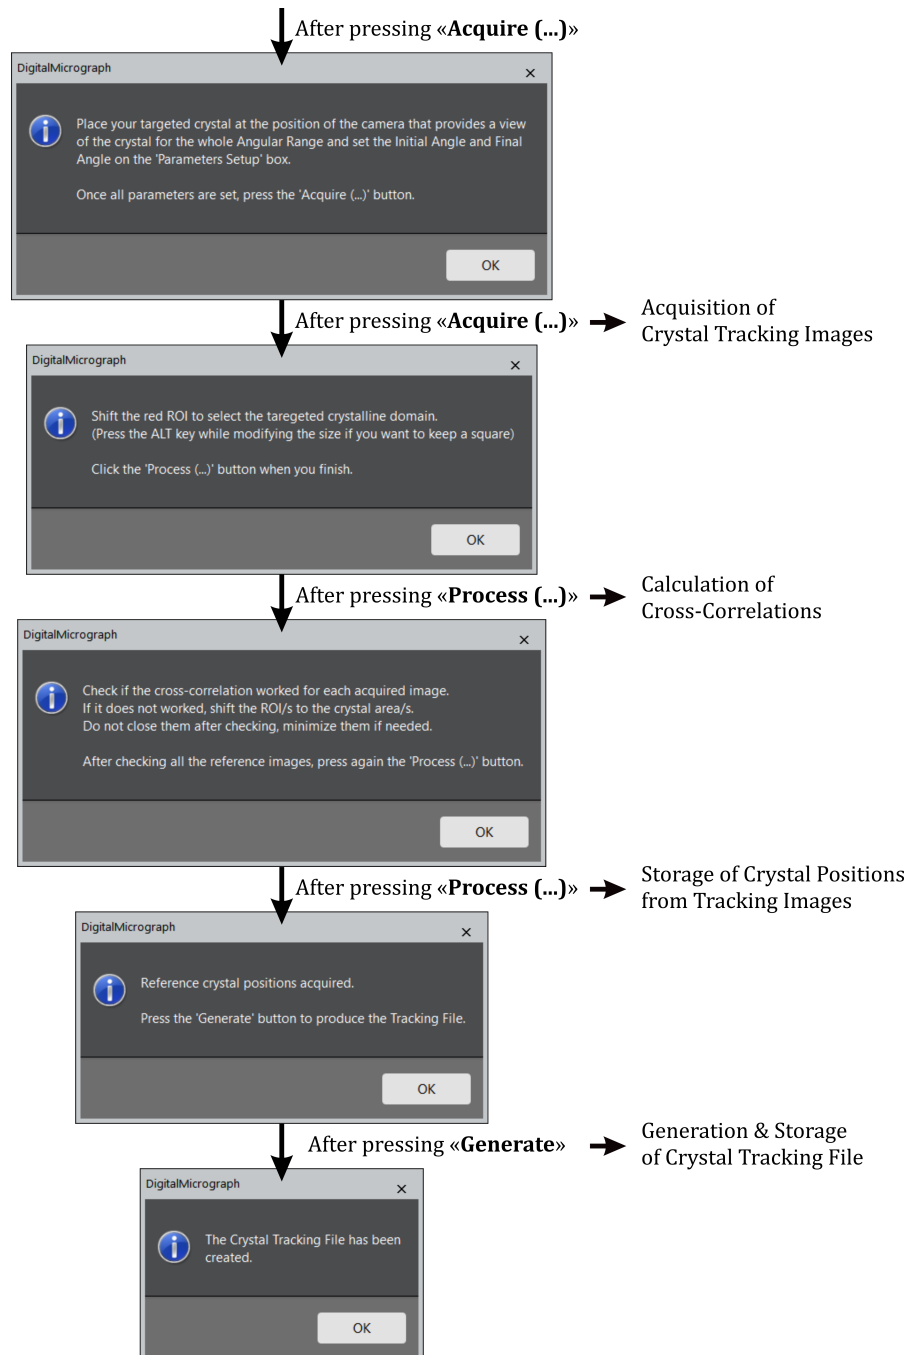 After pressing «Acquire (...)»
DigitalMicrograph
Place your targeted crystal at the position of the camera that provides a view
of the crystal for the whole Angular Range and set the Initial Angle and Final
Angle on the 'Parameters Setup' box.
Once all parameters are set, press the 'Acquire (...)' button.
OK
After pressing «Acquire (...)»
Acquisition of
Crystal Tracking Images
DigitalMicrograph
Shift the red ROI to select the taregeted crystalline domain.
(Press the ALT key while modifying the size if you want to keep a square)
Click the 'Process (...)' button when you finish.
OK
After pressing «Process (...)»
Calculation of
Cross-Correlations
DigitalMicrograph
Check if the cross-correlation worked for each acquired image.
If it does not worked, shift the ROI/s to the crystal area/s.
Do not close them after checking, minimize them if needed.
After checking all the reference images, press again the 'Process (...)' button.
OK
After pressing «Process (...)»
Storage of Crystal Positions
from Tracking Images
DigitalMicrograph
Reference crystal positions acquired.
Press the 'Generate' button to produce the Tracking File.
OK
After pressing «Generate»
Generation & Storage
of Crystal Tracking File
DigitalMicrograph
The Crystal Tracking File has been
created.
OK